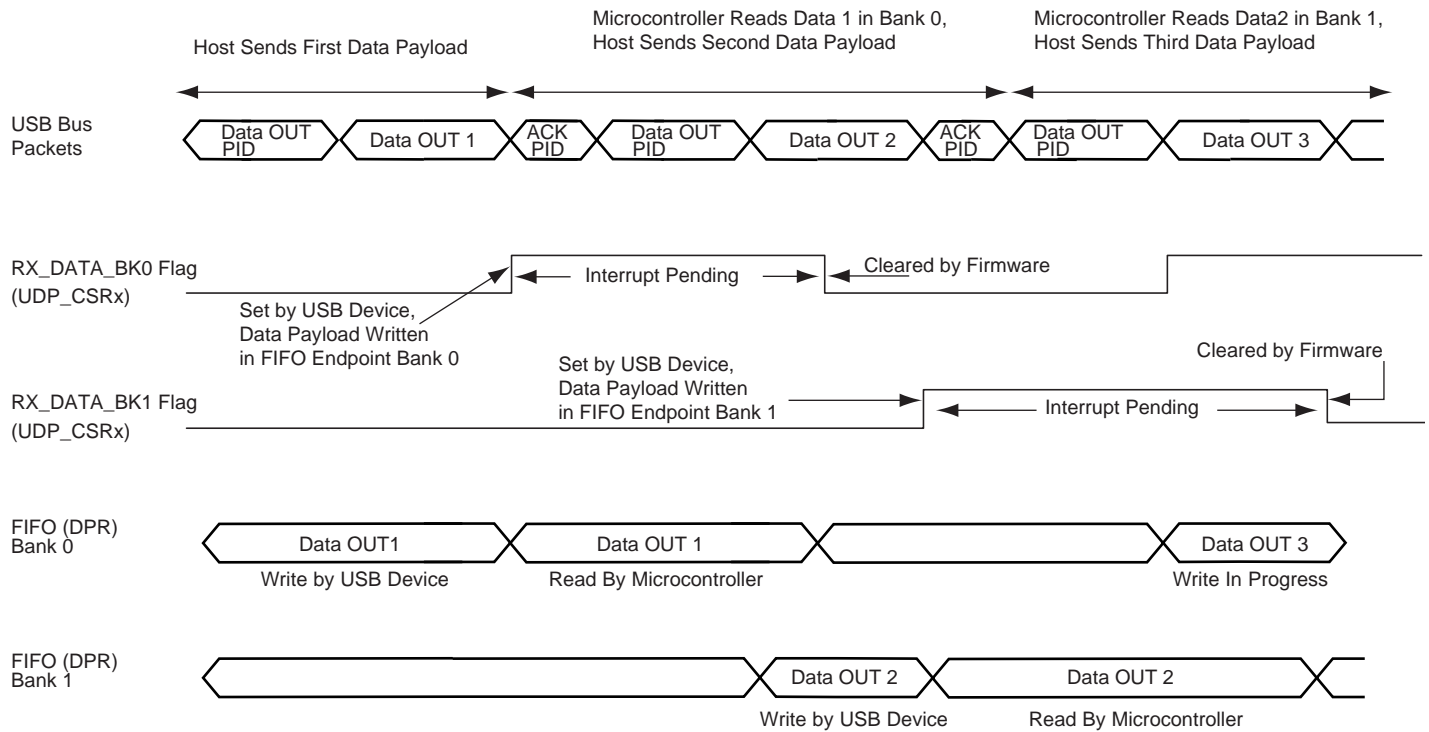 Host Sends First Data Payload
Microcontroller Reads Data 1 in Bank 0,
Host Sends Second Data Payload
Microcontroller Reads Data2 in Bank 1,
Host Sends Third Data Payload
USB Bus
Packets
Data OUT
PID
Data OUT 1
ACK
PID
Data OUT
PID
Data OUT 2
ACK
PID
Data OUT
PID
Data OUT 3
RX_DATA_BK0 Flag
(UDP_CSRx)
Interrupt Pending
Cleared by Firmware
Set by USB Device,
Data Payload Written
in FIFO Endpoint Bank 0
Cleared by Firmware
Set by USB Device,
Data Payload Written
in FIFO Endpoint Bank 1
RX_DATA_BK1 Flag
(UDP_CSRx)
Interrupt Pending
FIFO (DPR)
Bank 0
Data OUT1
Data OUT 1
Data OUT 3
Write by USB Device
Read By Microcontroller
Write In Progress
FIFO (DPR)
Bank 1
Data OUT 2
Data OUT 2
Write by USB Device
Read By Microcontroller